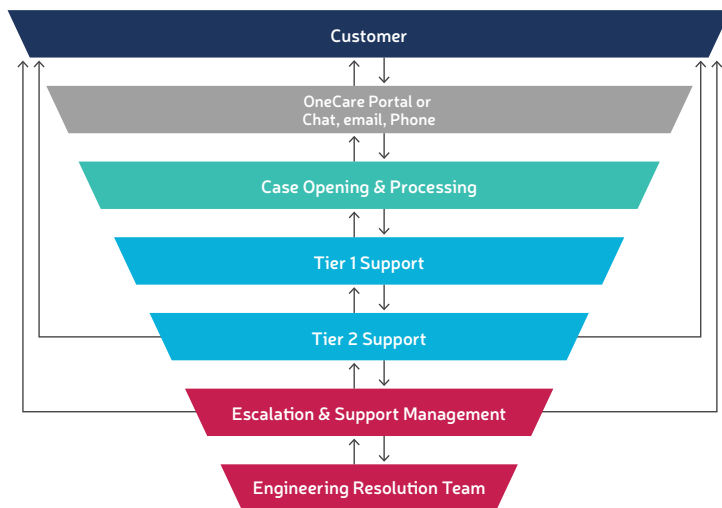 Customer
OneCare Portal or
Chat, email, Phone
Case Opening & Processing
Tier 1 Support
Tier 2 Support
Escalation & Support Management
Engineering Resolution Team